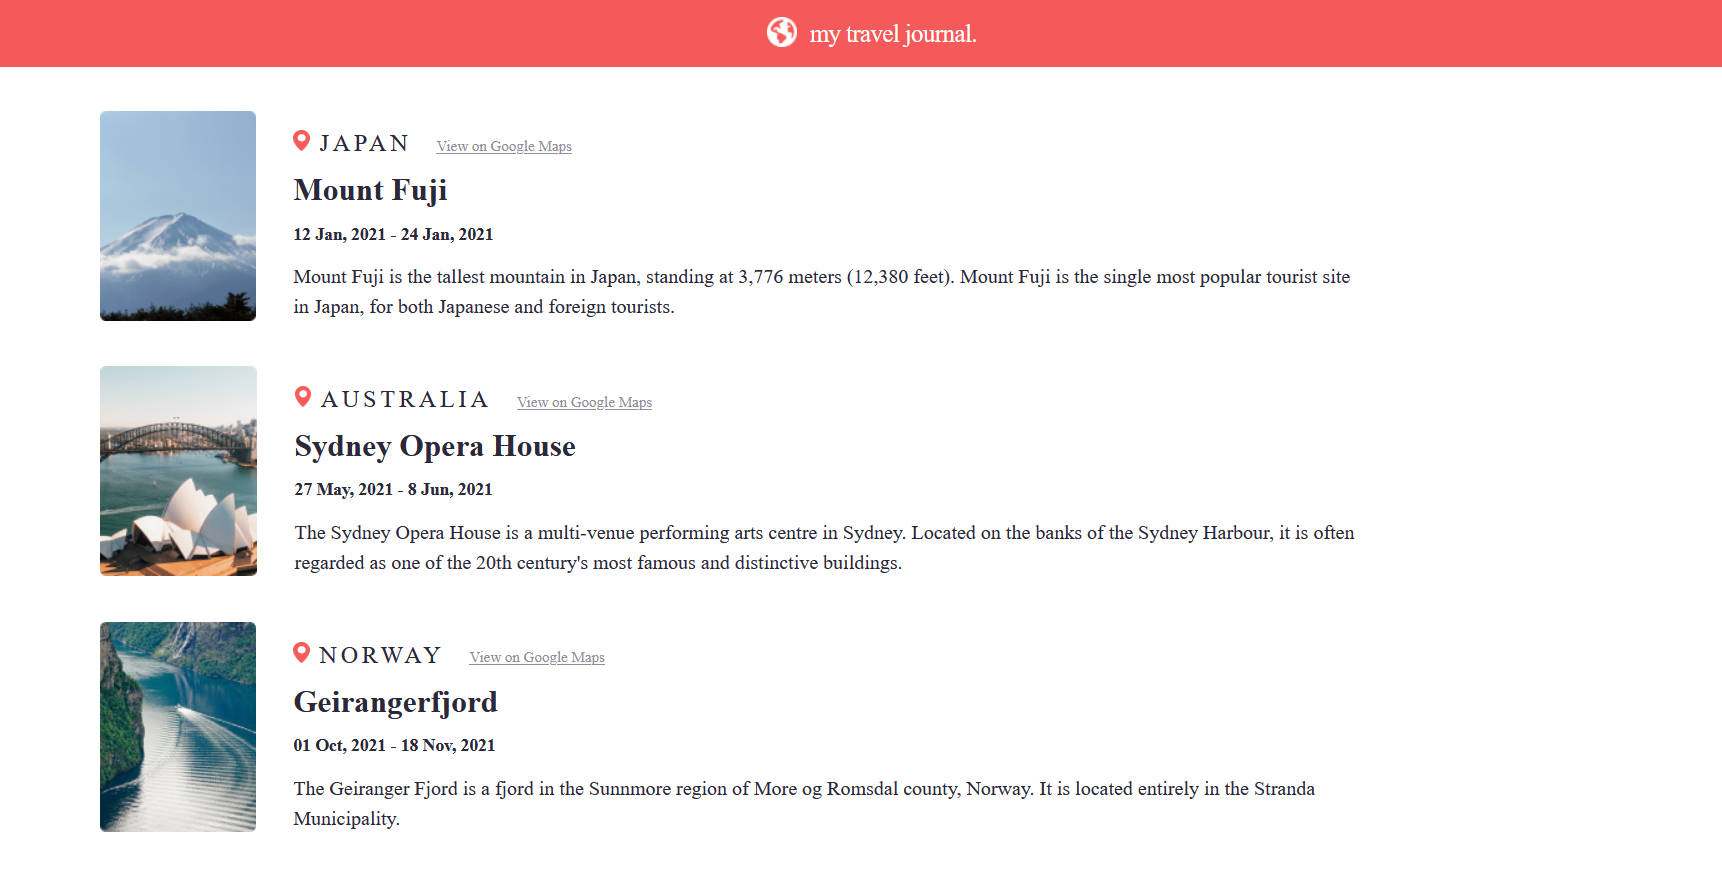 my travel journal.
JAPAN View on Google Maps
Mount Fuji
12 Jan, 2021 - 24 Jan, 2021
Mount Fuji is the tallest mountain in Japan, standing at 3,776 meters (12,380 feet). Mount Fuji is the single most popular tourist site
in Japan, for both Japanese and foreign tourists.
AUSTRALIA View on Google Maps
Sydney Opera House
27 May, 2021 - 8 Jun, 2021
The Sydney Opera House is a multi-venue performing arts centre in Sydney. Located on the banks of the Sydney Harbour, it is often
regarded as one of the 20th century's most famous and distinctive buildings.
NORWAY View on Google Maps
Geirangerfjord
01 Oct, 2021 - 18 Nov, 2021
The Geiranger Fjord is a fjord in the Sunnmore region of More og Romsdal county, Norway. It is located entirely in the Stranda
Municipality.